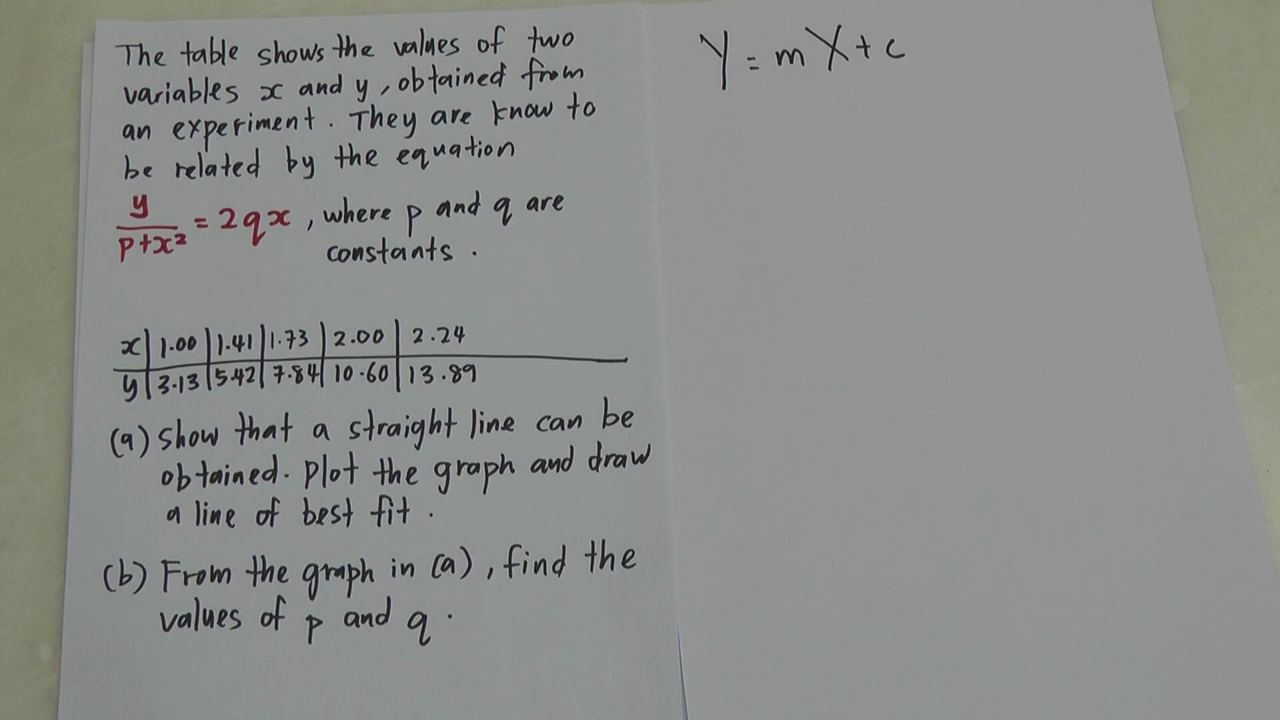 The table shows the values of two
variables x and y, obtained from
an experiment. They are know to
be related by the equation
y/(p+x²) = 2qx, where p and q are
constants.
x | 1.00 | 1.41 | 1.73 | 2.00 | 2.24
y | 3.13 | 5.42 | 7.84 | 10.60 | 13.89
(a) Show that a straight line can be
obtained. Plot the graph and draw
a line of best fit.
(b) From the graph in (a), find the
values of p and q.
Y = mX + c